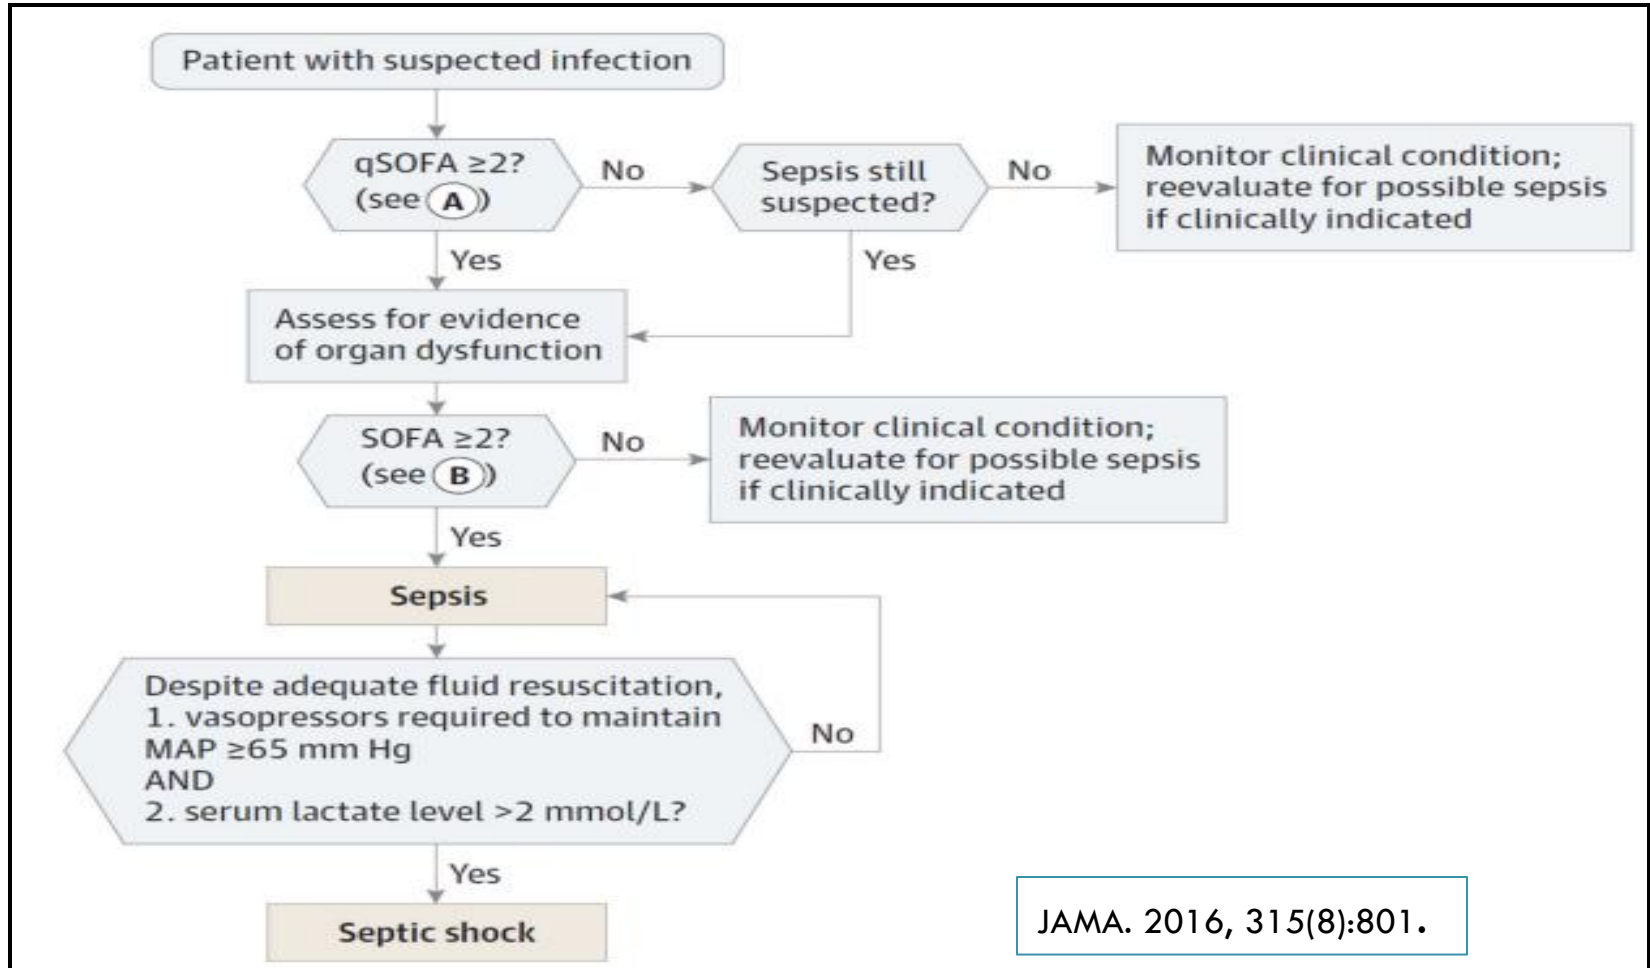 Patient with suspected infection
qSOFA ≥2?
(see A)
No
Sepsis still
suspected?
No
Monitor clinical condition;
reevaluate for possible sepsis
if clinically indicated
Yes
Yes
Assess for evidence
of organ dysfunction
SOFA ≥2?
(see B)
No
Monitor clinical condition;
reevaluate for possible sepsis
if clinically indicated
Yes
Sepsis
Despite adequate fluid resuscitation,
1. vasopressors required to maintain
MAP ≥65 mm Hg
AND
2. serum lactate level >2 mmol/L?
No
Yes
Septic shock
JAMA. 2016, 315(8):801.